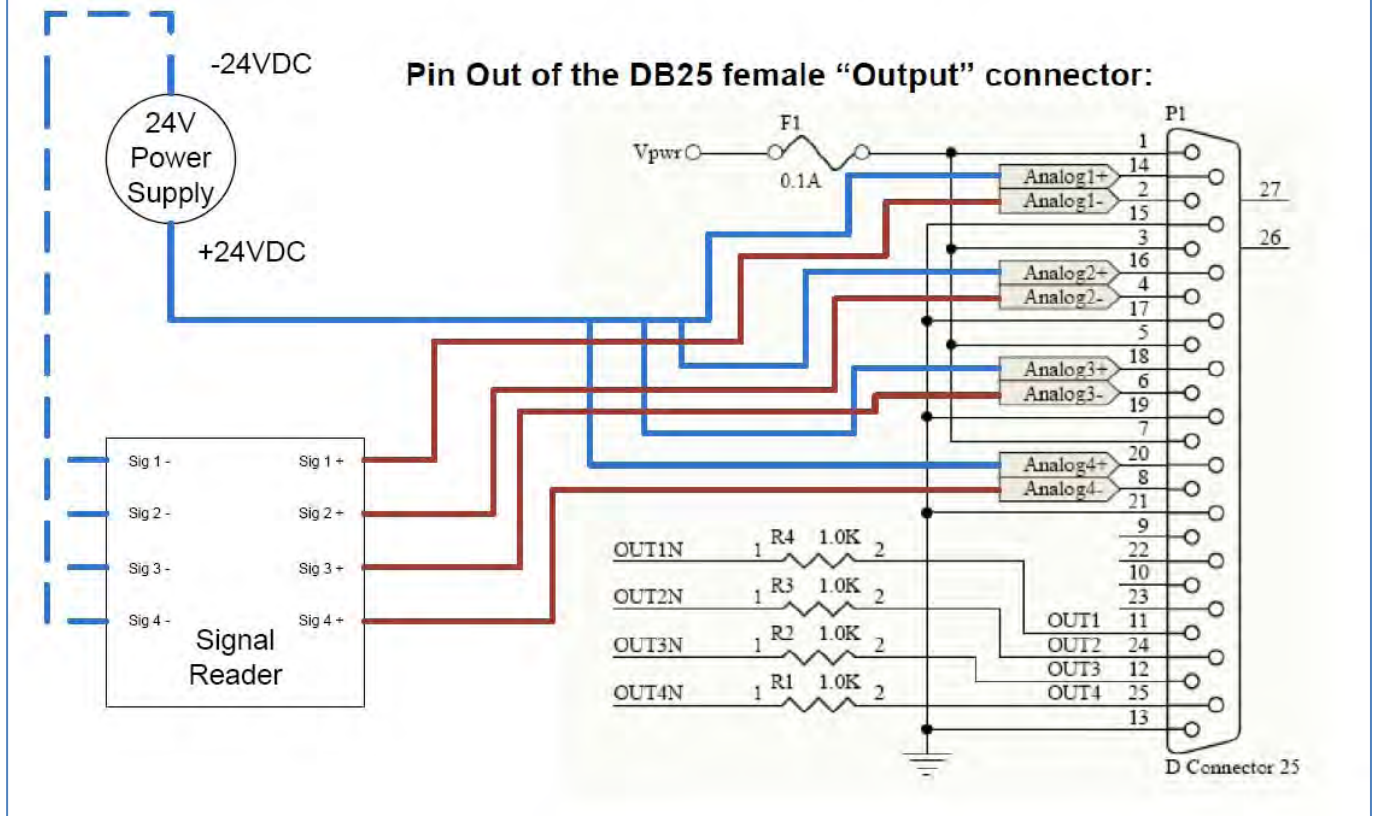 -24VDC
24V
Power
Supply
+24VDC
Pin Out of the DB25 female “Output” connector:
P1
F1
Vpwr
0.1A
1
14
Analog1+
2
Analog1-
15
3
16
Analog2+
4
Analog2-
17
5
18
Analog3+
6
Analog3-
19
7
20
Analog4+
8
Analog4-
21
9
22
10
23
27
26
Sig 1 - Sig 1 +
Sig 2 - Sig 2 +
Sig 3 - Sig 3 +
Sig 4 - Sig 4 +
Signal
Reader
OUT1N 1 R4 1.0K 2
OUT2N 1 R3 1.0K 2
OUT3N 1 R2 1.0K 2
OUT4N 1 R1 1.0K 2
OUT1 11
OUT2 24
OUT3 12
OUT4 25
13
D Connector 25